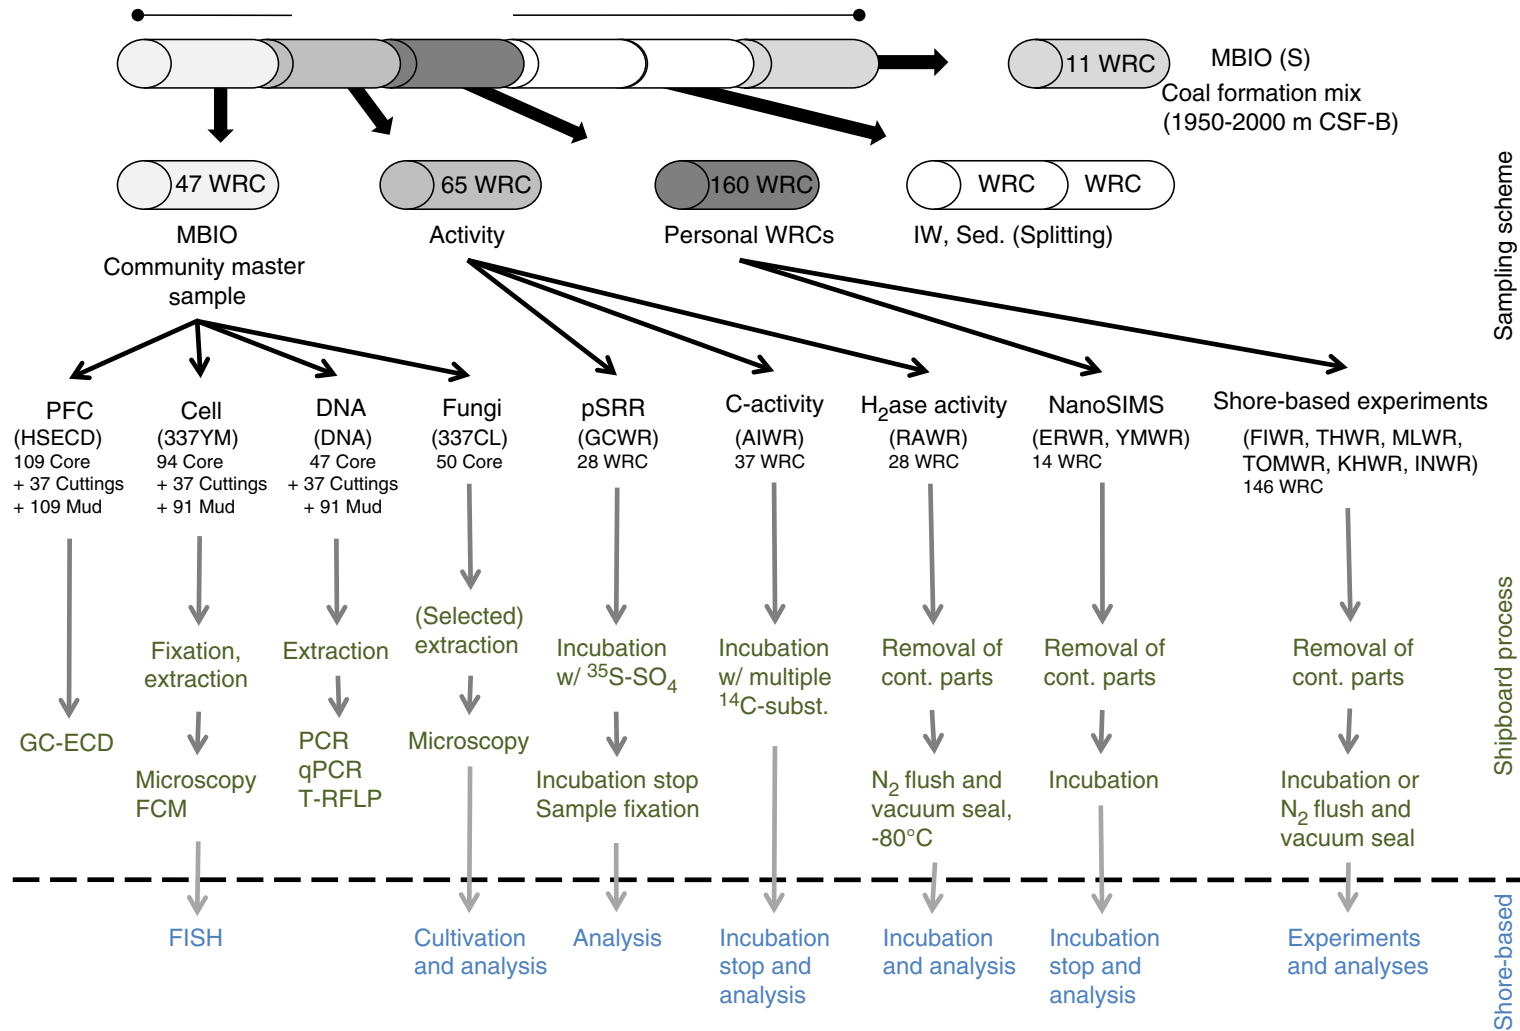 11 WRC
MBIO (S)
Coal formation mix
(1950-2000 m CSF-B)
47 WRC
65 WRC
160 WRC
WRC
WRC
MBIO
Community master
sample
Activity
Personal WRCs
IW, Sed. (Splitting)
Sampling scheme
PFC
(HSECD)
109 Core
+ 37 Cuttings
+ 109 Mud
Cell
(337YM)
94 Core
+ 37 Cuttings
+ 91 Mud
DNA
(DNA)
47 Core
+ 37 Cuttings
+ 91 Mud
Fungi
(337CL)
50 Core
pSRR
(GCWR)
28 WRC
C-activity
(AIWR)
37 WRC
H2ase activity
(RAWR)
28 WRC
NanoSIMS
(ERWR, YMWR)
14 WRC
Shore-based experiments
(FIWR, THWR, MLWR,
TOMWR, KHWR, INWR)
146 WRC
GC-ECD
Fixation,
extraction
Microscopy
FCM
Extraction
PCR
qPCR
T-RFLP
(Selected)
extraction
Microscopy
Incubation
w/ 35S-SO4
Incubation stop
Sample fixation
Incubation
w/ multiple
14C-subst.
Removal of
cont. parts
N2 flush and
vacuum seal,
-80°C
Removal of
cont. parts
Incubation
Removal of
cont. parts
Incubation or
N2 flush and
vacuum seal
Shipboard process
FISH
Cultivation
and analysis
Analysis
Incubation
stop and
analysis
Incubation
and analysis
Incubation
stop and
analysis
Experiments
and analyses
Shore-based